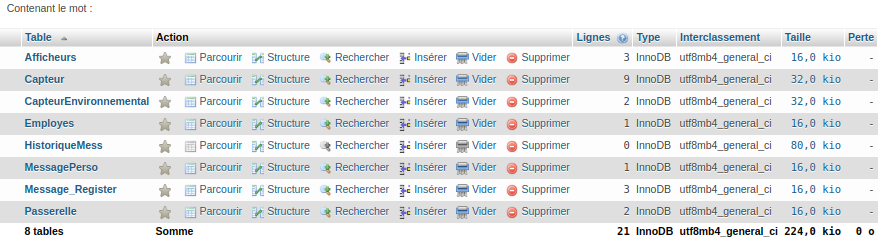 Contenant le mot :
Table Action Lignes Type Interclassement Taille Perte
Afficheurs Parcourir Structure Rechercher Insérer Vider Supprimer 3 InnoDB utf8mb4_general_ci 16,0 kio -
Capteur Parcourir Structure Rechercher Insérer Vider Supprimer 9 InnoDB utf8mb4_general_ci 32,0 kio -
CapteurEnvironnemental Parcourir Structure Rechercher Insérer Vider Supprimer 2 InnoDB utf8mb4_general_ci 32,0 kio -
Employes Parcourir Structure Rechercher Insérer Vider Supprimer 1 InnoDB utf8mb4_general_ci 16,0 kio -
HistoriqueMess Parcourir Structure Rechercher Insérer Vider Supprimer 0 InnoDB utf8mb4_general_ci 80,0 kio -
MessagePerso Parcourir Structure Rechercher Insérer Vider Supprimer 1 InnoDB utf8mb4_general_ci 16,0 kio -
Message_Register Parcourir Structure Rechercher Insérer Vider Supprimer 3 InnoDB utf8mb4_general_ci 16,0 kio -
Passerelle Parcourir Structure Rechercher Insérer Vider Supprimer 2 InnoDB utf8mb4_general_ci 16,0 kio -
8 tables Somme 21 InnoDB utf8mb4_general_ci 224,0 kio 0 o